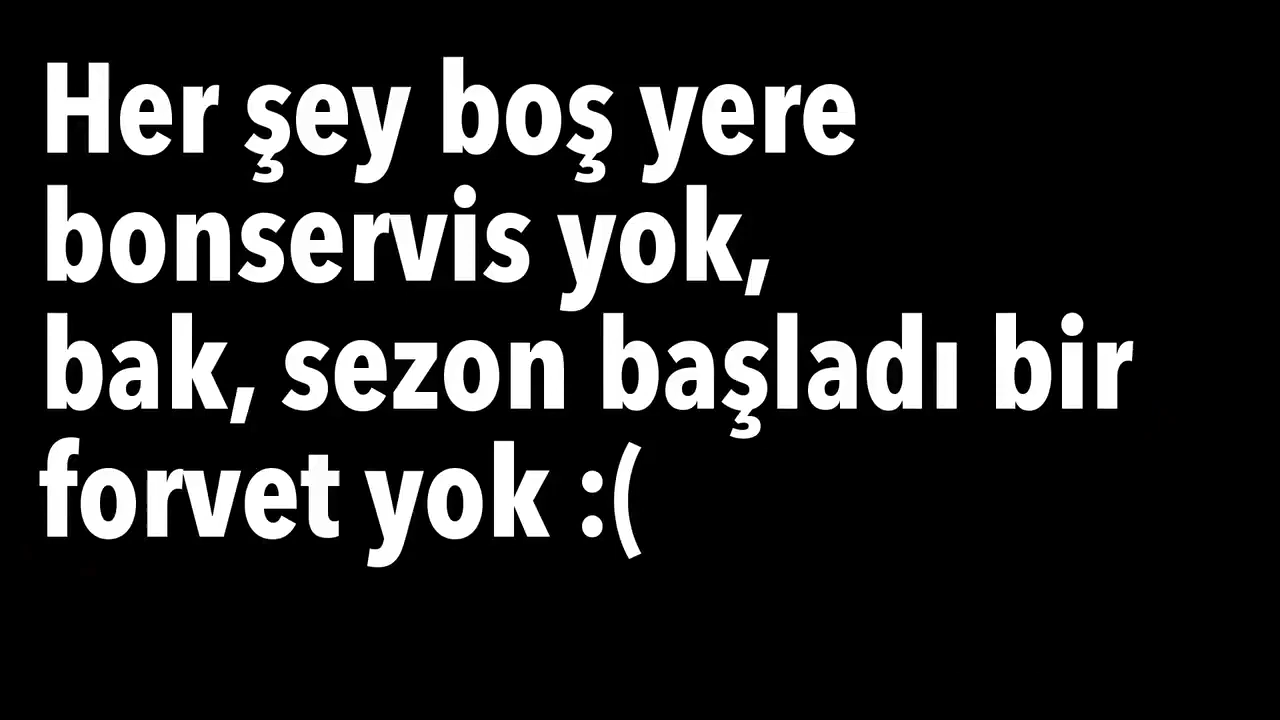 Her şey boş yere
bonservis yok,
bak, sezon başladı bir
forvet yok :(